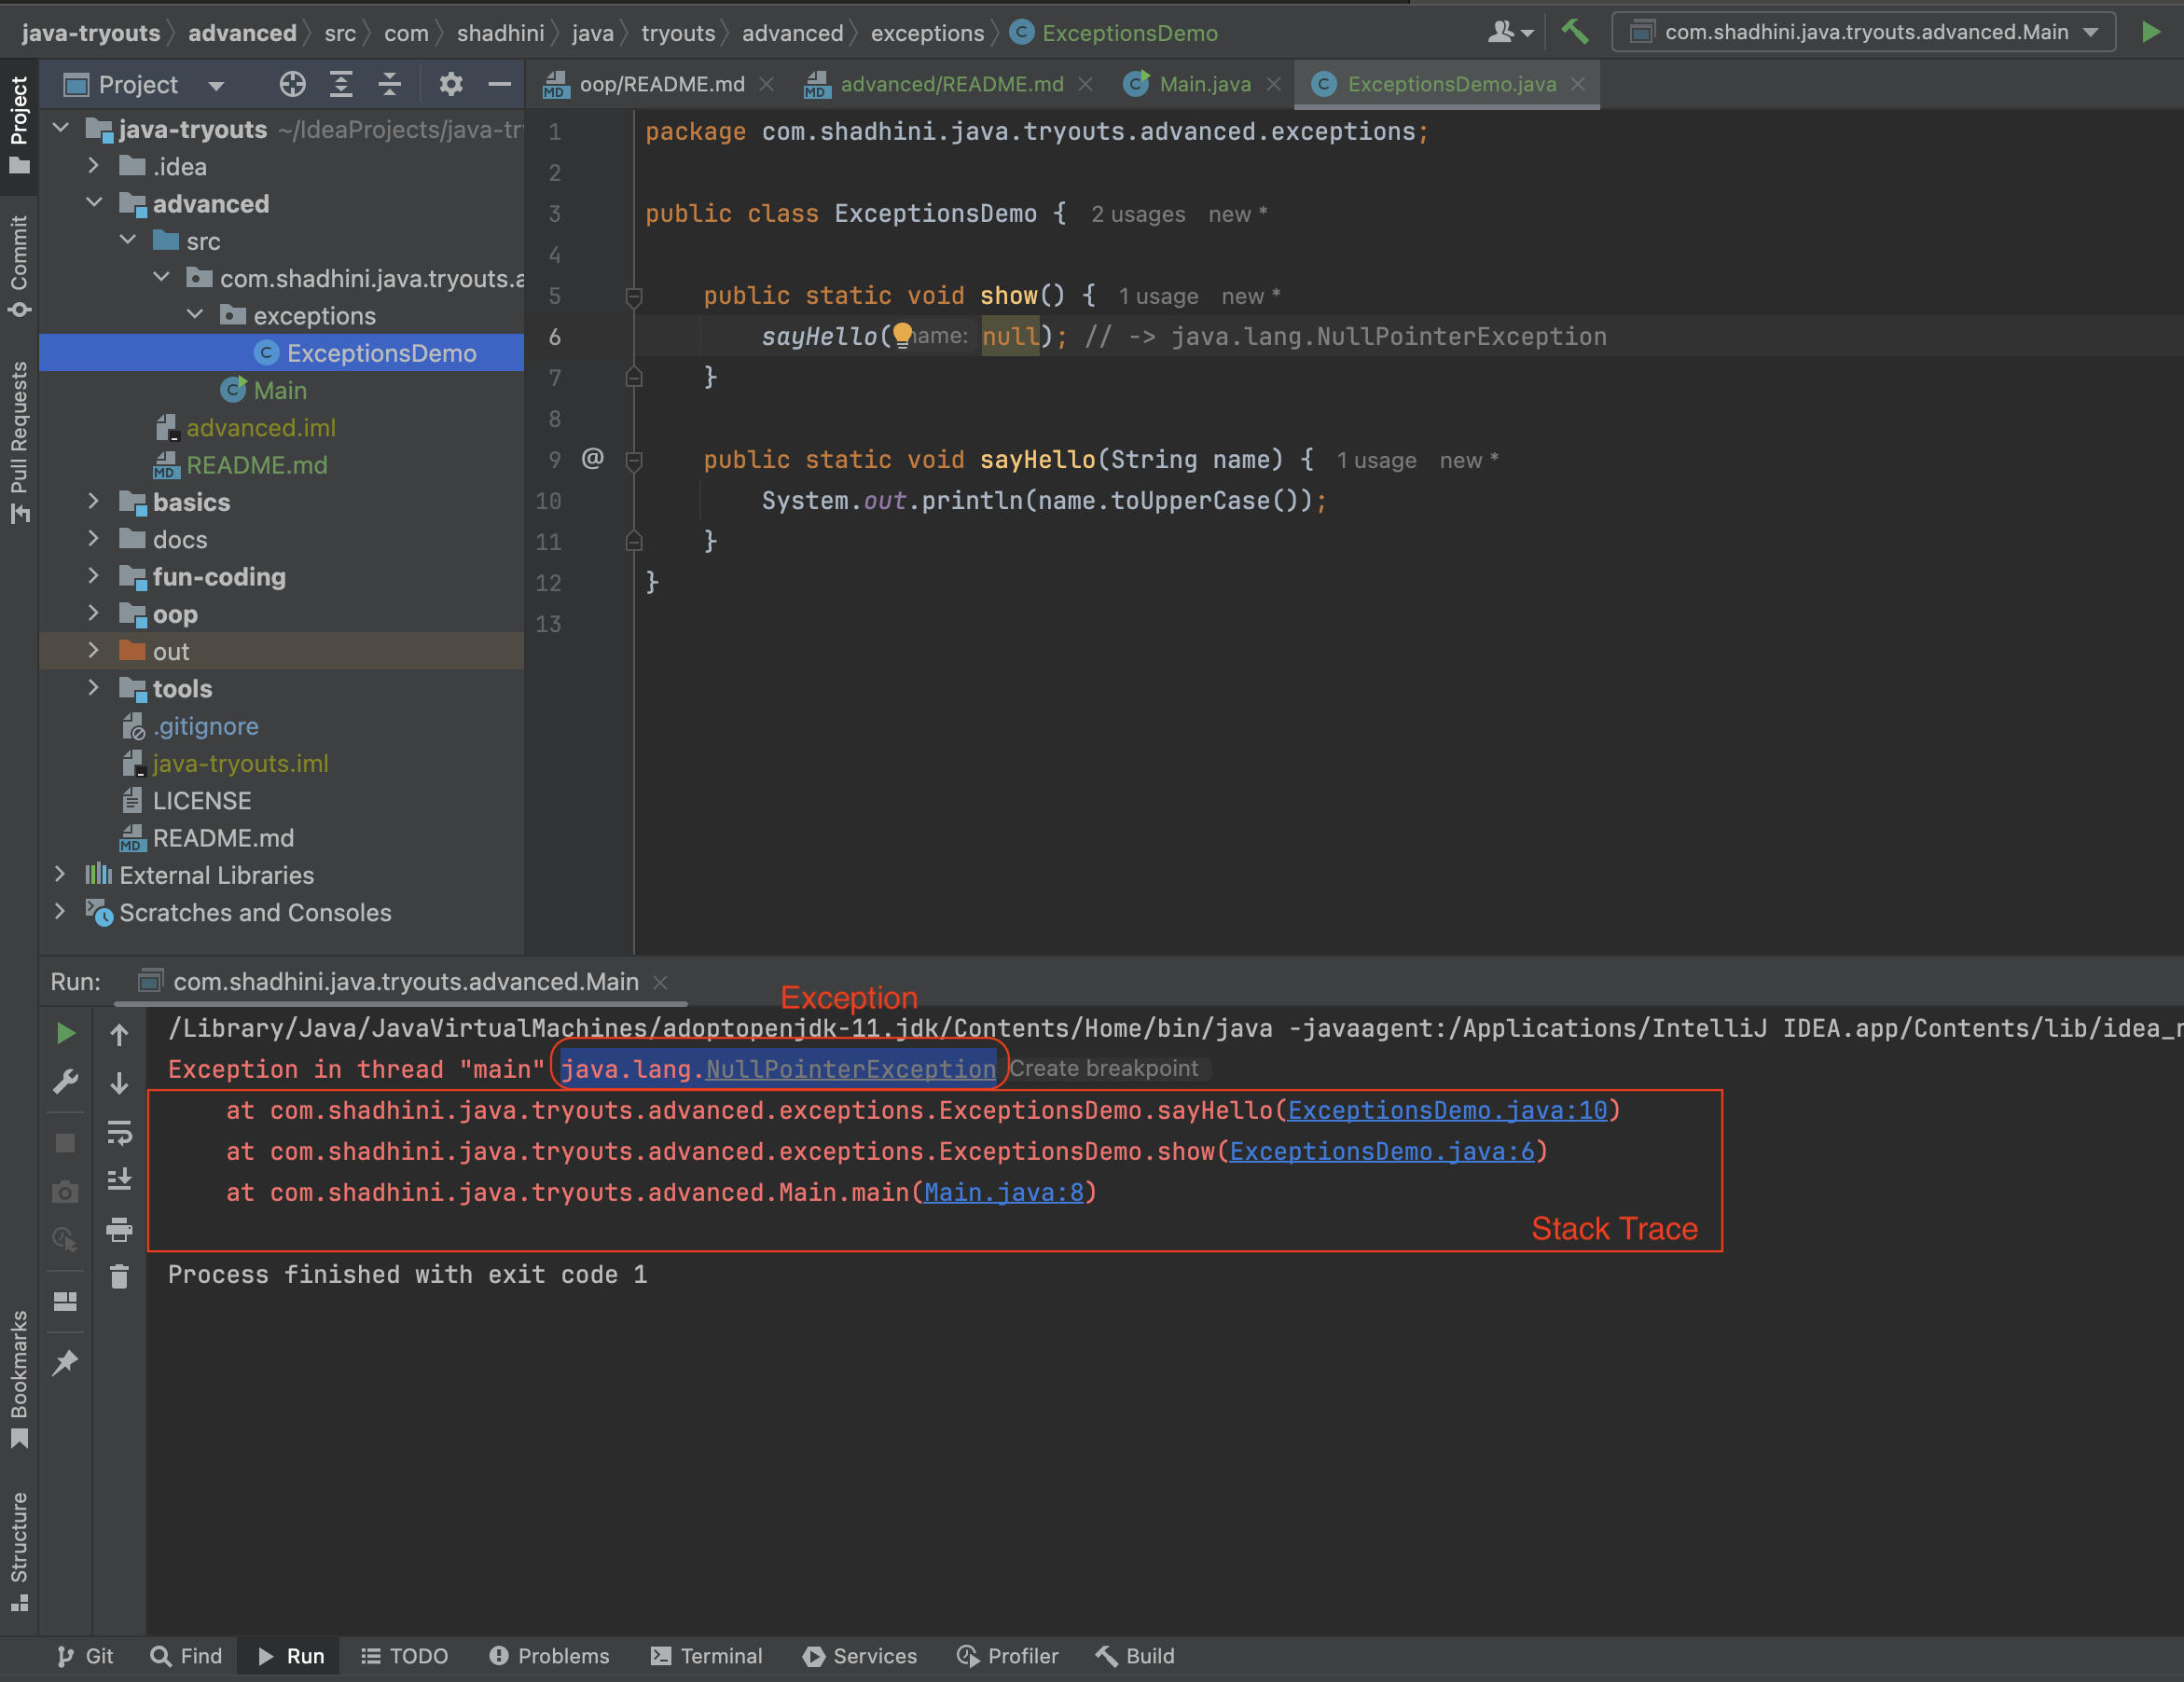 java-tryouts advanced src com shadhini java tryouts advanced exceptions ExceptionsDemo com.shadhini.java.tryouts.advanced.Main
Project
oop/README.md advanced/README.md Main.java ExceptionsDemo.java
Project
Commit
Pull Requests
Bookmarks
Structure
java-tryouts ~/IdeaProjects/java-tr
.idea
advanced
src
com.shadhini.java.tryouts.a
exceptions
ExceptionsDemo
Main
advanced.iml
README.md
basics
docs
fun-coding
oop
out
tools
.gitignore
java-tryouts.iml
LICENSE
README.md
External Libraries
Scratches and Consoles
1 package com.shadhini.java.tryouts.advanced.exceptions;
2
3 public class ExceptionsDemo { 2 usages new *
4
5 public static void show() { 1 usage new *
6 sayHello( name: null); // -> java.lang.NullPointerException
7 }
8
9 @ public static void sayHello(String name) { 1 usage new *
10 System.out.println(name.toUpperCase());
11 }
12 }
13
Run: com.shadhini.java.tryouts.advanced.Main
Exception
/Library/Java/JavaVirtualMachines/adoptopenjdk-11.jdk/Contents/Home/bin/java -javaagent:/Applications/IntelliJ IDEA.app/Contents/lib/idea_r
Exception in thread "main" java.lang.NullPointerException Create breakpoint
at com.shadhini.java.tryouts.advanced.exceptions.ExceptionsDemo.sayHello(ExceptionsDemo.java:10)
at com.shadhini.java.tryouts.advanced.exceptions.ExceptionsDemo.show(ExceptionsDemo.java:6)
at com.shadhini.java.tryouts.advanced.Main.main(Main.java:8)
Stack Trace
Process finished with exit code 1
Git Find Run TODO Problems Terminal Services Profiler Build